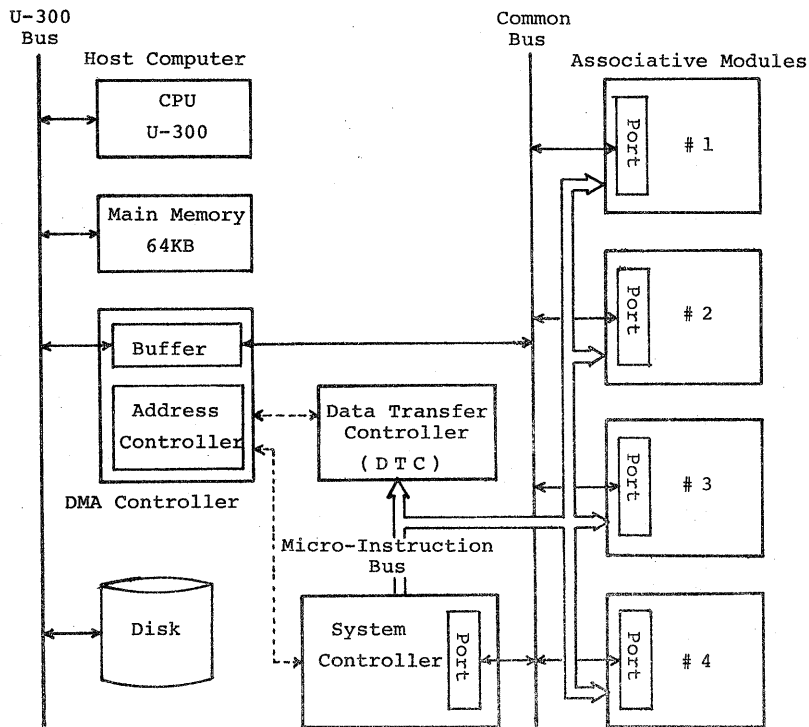 U-300
Bus
Common
Bus
Host Computer
Associative Modules
CPU
U-300
Port
# 1
Main Memory
64KB
Port
# 2
Buffer
Address
Controller
Data Transfer
Controller
(DTC)
DMA Controller
Port
# 3
Micro-Instruction
Bus
Disk
System
Controller
Port
Port
# 4